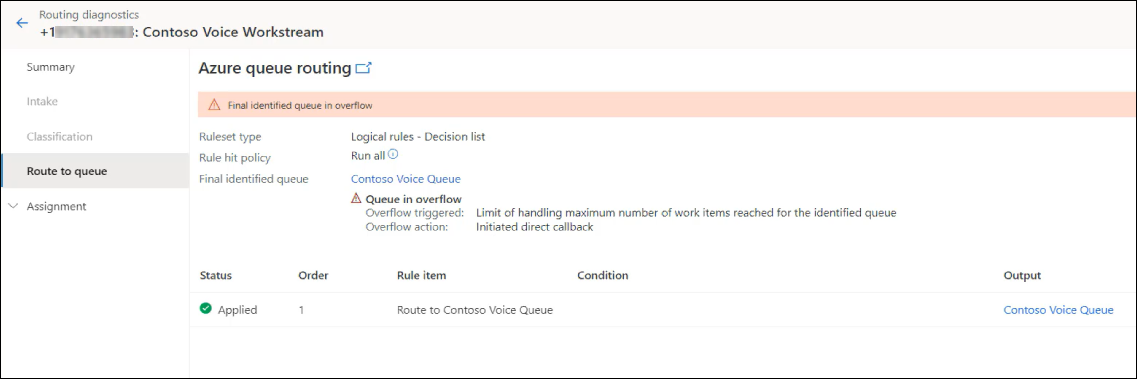 Routing diagnostics
: Contoso Voice Workstream
Summary
Azure queue routing
Intake
Final identified queue in overflow
Classification
Ruleset type Logical rules - Decision list
Rule hit policy Run all
Route to queue
Final identified queue Contoso Voice Queue
Queue in overflow
Assignment
Overflow triggered: Limit of handling maximum number of work items reached for the identified queue
Overflow action: Initiated direct callback
Status Order Rule item Condition Output
Applied 1 Route to Contoso Voice Queue Contoso Voice Queue